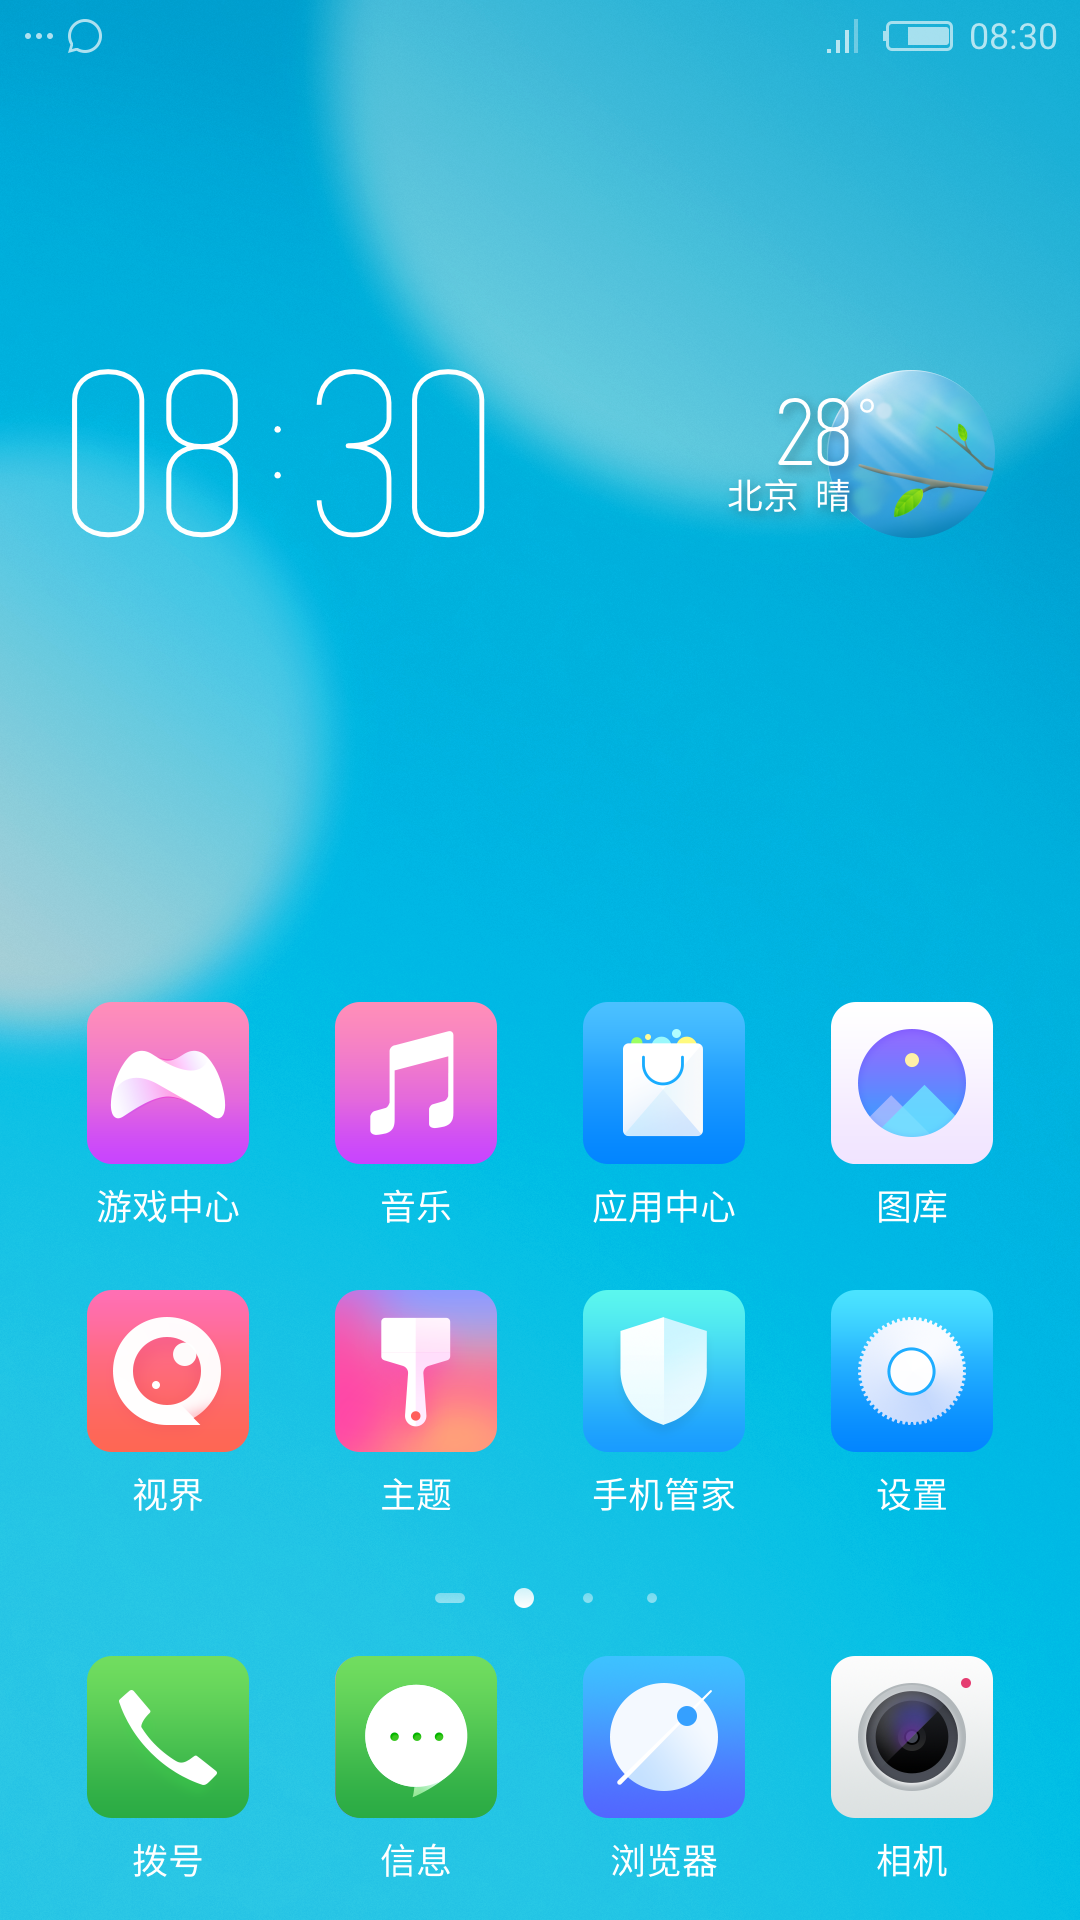 08:30
08:30
28°
北京 晴
游戏中心 音乐 应用中心 图库
视界 主题 手机管家 设置
拨号 信息 浏览器 相机